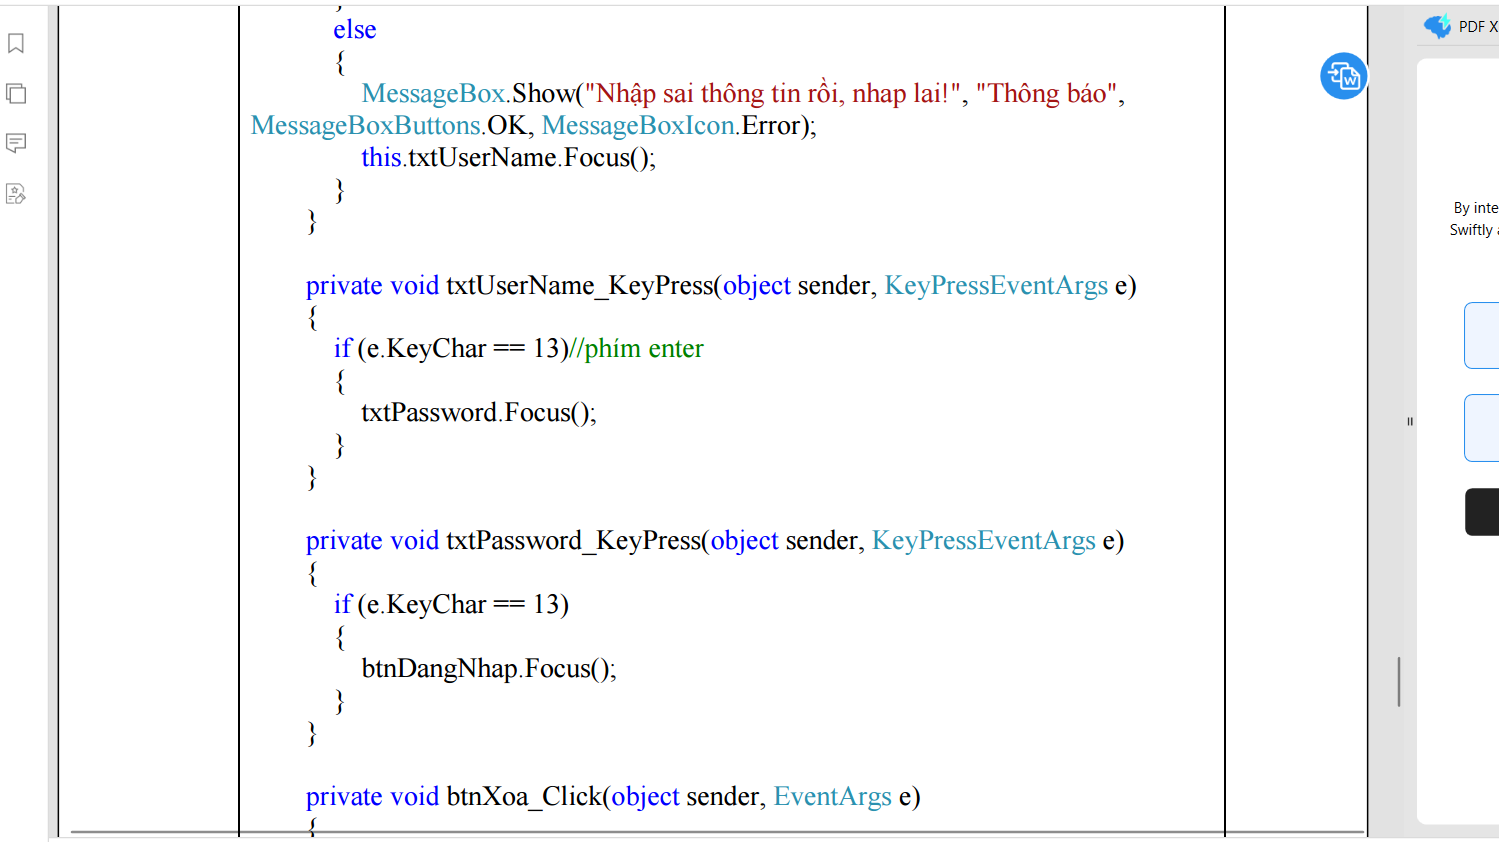 else
{
MessageBox.Show("Nhập sai thông tin rồi, nhap lai!", "Thông báo",
MessageBoxButtons.OK, MessageBoxIcon.Error);
this.txtUserName.Focus();
}
}
private void txtUserName_KeyPress(object sender, KeyPressEventArgs e)
{
if (e.KeyChar == 13)//phím enter
{
txtPassword.Focus();
}
}
private void txtPassword_KeyPress(object sender, KeyPressEventArgs e)
{
if (e.KeyChar == 13)
{
btnDangNhap.Focus();
}
}
private void btnXoa_Click(object sender, EventArgs e)
{
PDF X
By inte
Swiftly a